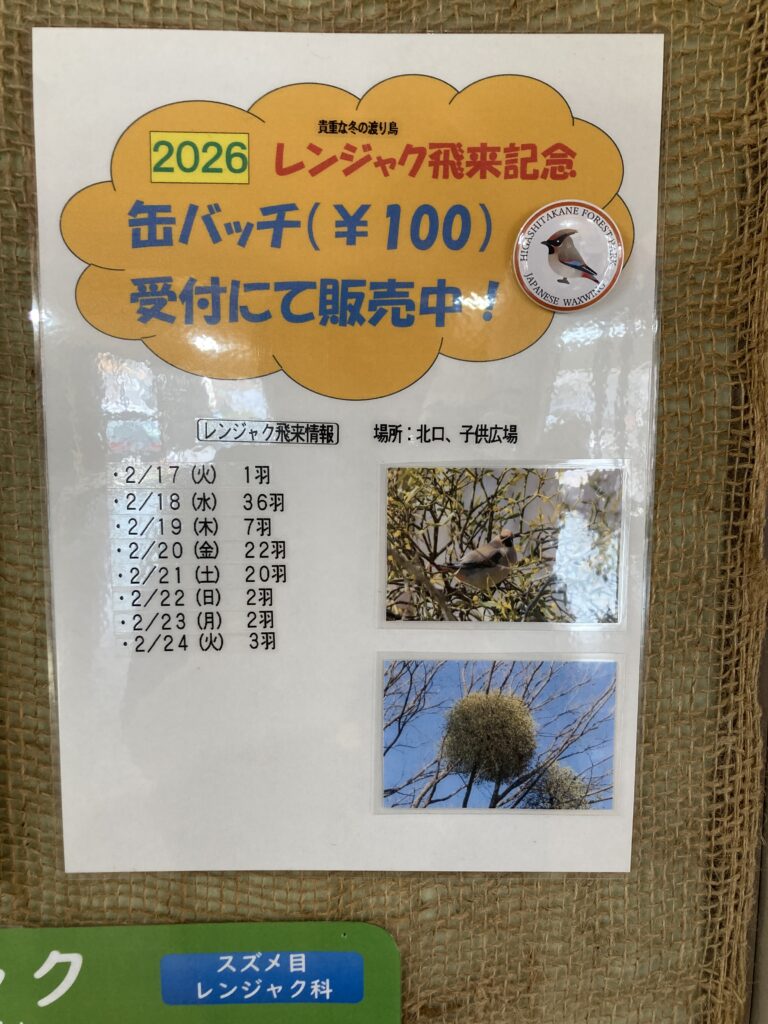 貴重な冬の渡り鳥
2026 レンジャク飛来記念
缶バッチ(¥100)
受付にて販売中!
HIGASHITAKANE FOREST PARK
JAPANESE WAXWING
レンジャク飛来情報 場所:北口、子供広場
・2/17(火) 1羽
・2/18(水) 36羽
・2/19(木) 7羽
・2/20(金) 22羽
・2/21(土) 20羽
・2/22(日) 2羽
・2/23(月) 2羽
・2/24(火) 3羽
ク
スズメ目
レンジャク科